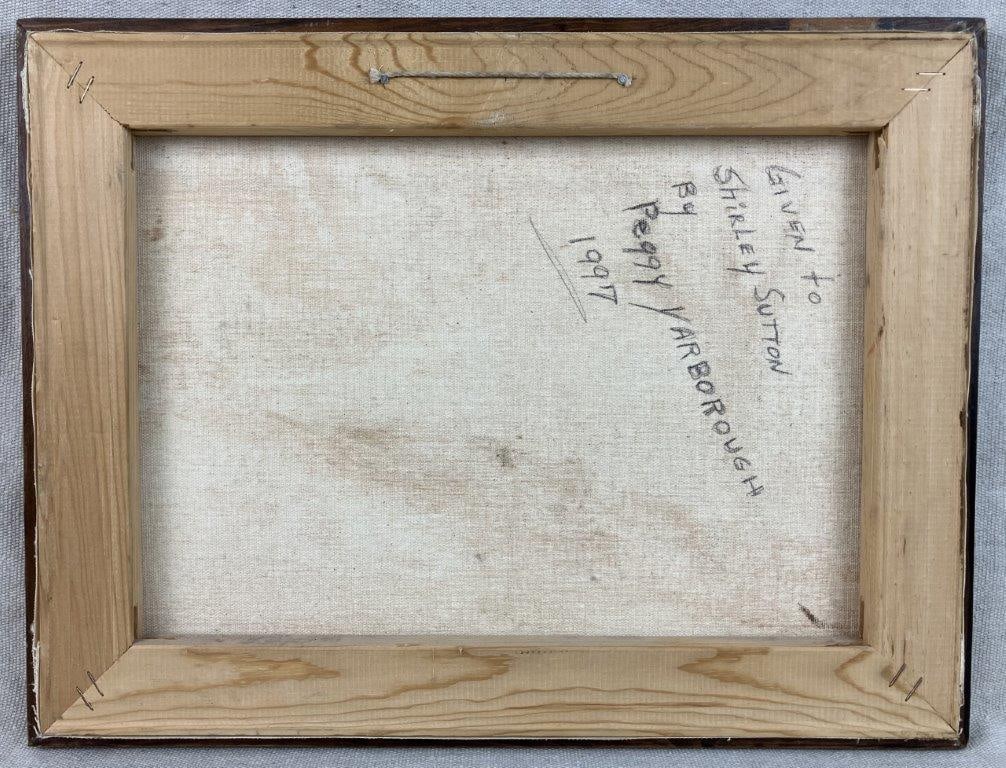 GIVEN to
SHIRLEY SUTTON
By
PeggY YARBOROUGH
1997